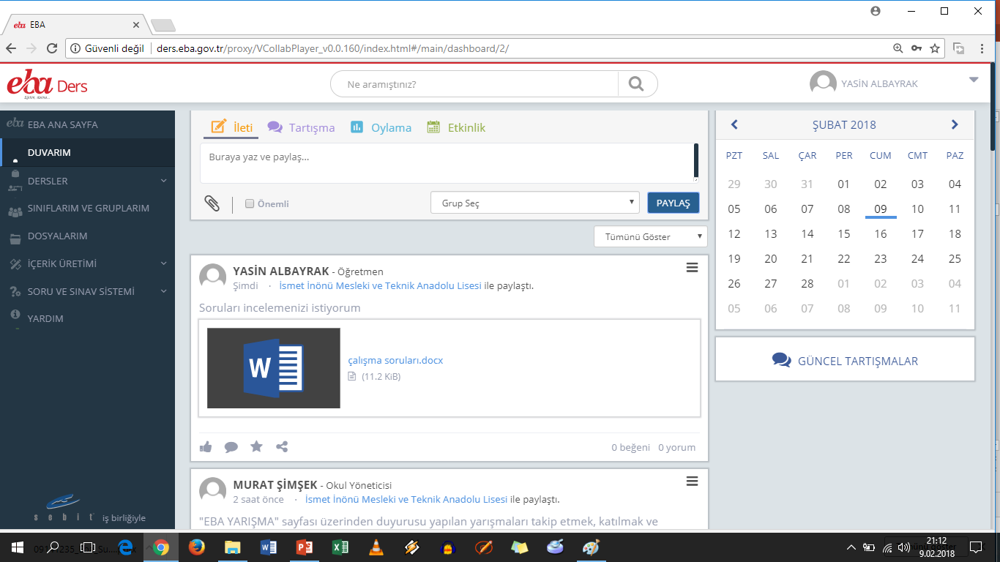 EBA
Güvenli değil
ders.eba.gov.tr/proxy/VCollabPlayer_v0.0.160/index.html#/main/dashboard/2/
eba Ders
Eğitim, daima...
Ne aramıştınız?
YASİN ALBAYRAK
eba EBA ANA SAYFA
DUVARIM
DERSLER
SINIFLARIM VE GRUPLARIM
DOSYALARIM
İÇERİK ÜRETİMİ
SORU VE SINAV SİSTEMİ
YARDIM
sebit iş birliğiyle
İleti Tartışma Oylama Etkinlik
Buraya yaz ve paylaş...
Önemli
Grup Seç
PAYLAŞ
Tümünü Göster
YASİN ALBAYRAK - Öğretmen
Şimdi · İsmet İnönü Mesleki ve Teknik Anadolu Lisesi ile paylaştı.
Soruları incelemenizi istiyorum
W
çalışma soruları.docx
(11.2 KiB)
0 beğeni 0 yorum
MURAT ŞİMŞEK - Okul Yöneticisi
2 saat önce · İsmet İnönü Mesleki ve Teknik Anadolu Lisesi ile paylaştı.
"EBA YARIŞMA" sayfası üzerinden duyurusu yapılan yarışmaları takip etmek, katılmak ve
ŞUBAT 2018
PZT SAL ÇAR PER CUM CMT PAZ
29 30 31 01 02 03 04
05 06 07 08 09 10 11
12 13 14 15 16 17 18
19 20 21 22 23 24 25
26 27 28 01 02 03 04
05 06 07 08 09 10 11
GÜNCEL TARTIŞMALAR
21:12
9.02.2018